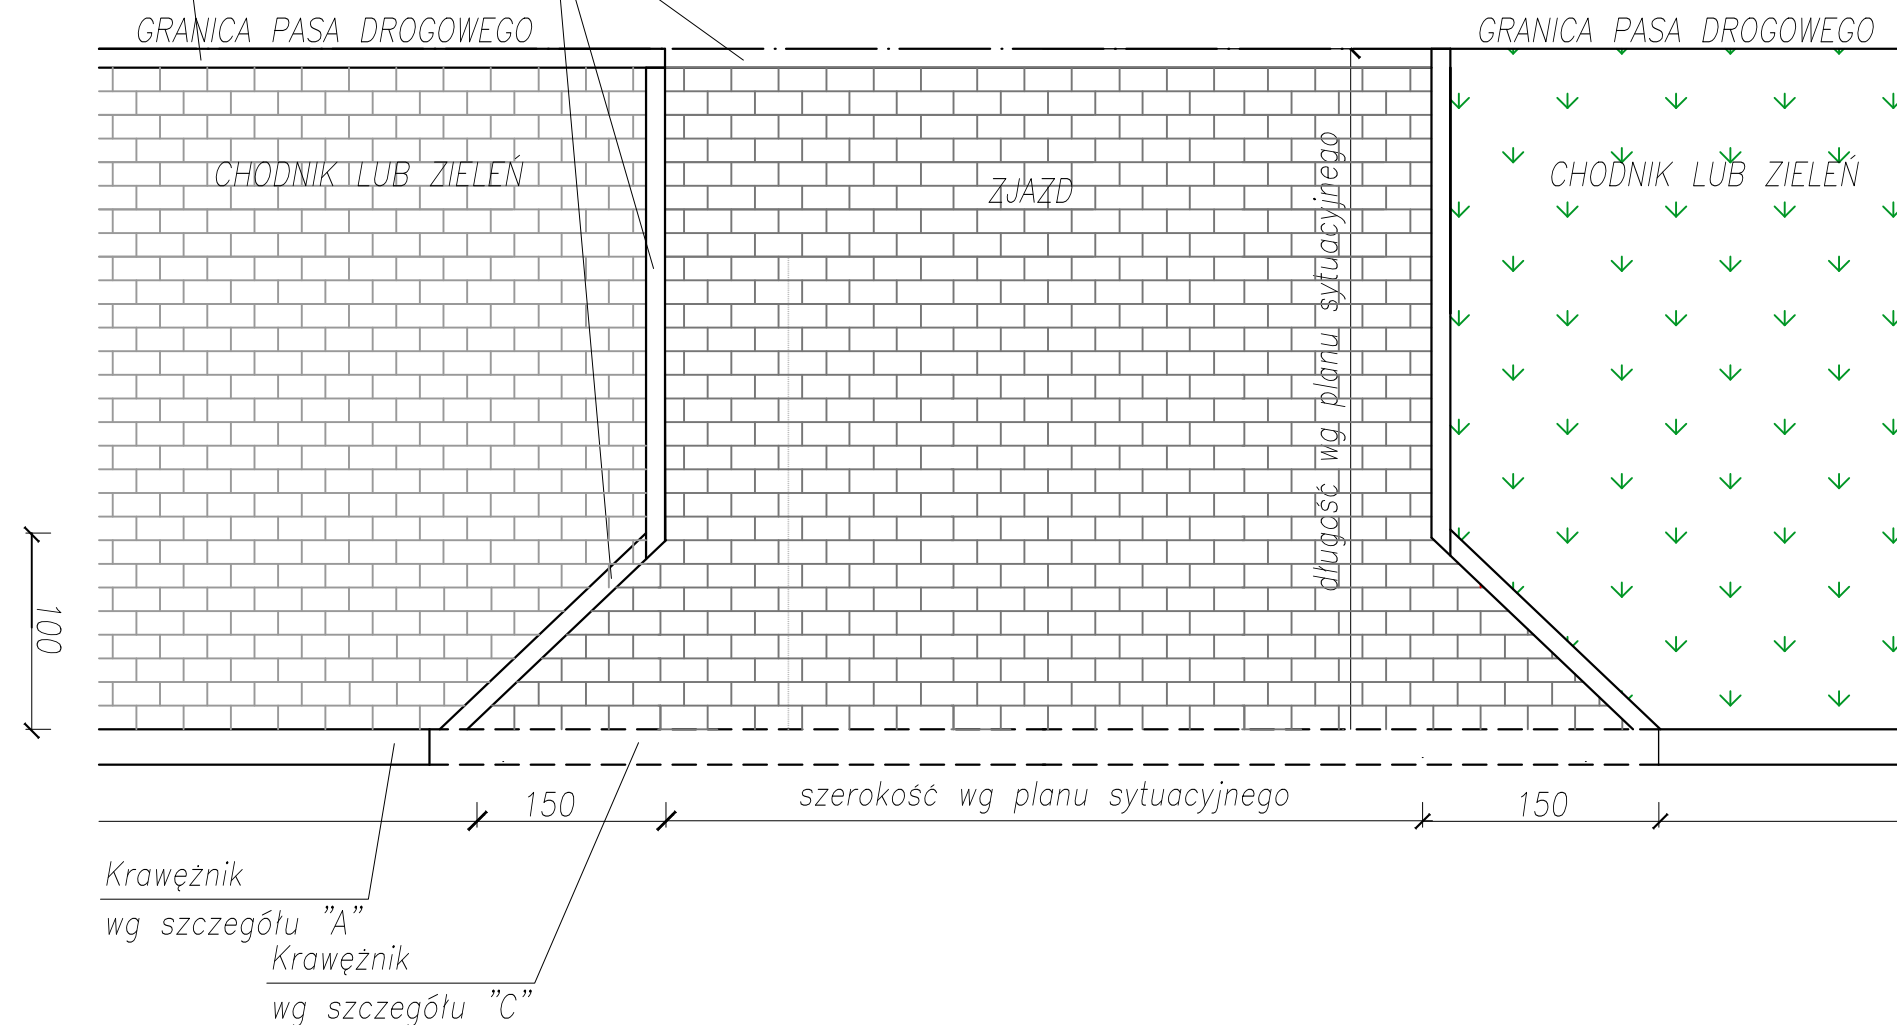 GRANICA PASA DROGOWEGO
GRANICA PASA DROGOWEGO
CHODNIK LUB ZIELEŃ
ZJAZD
CHODNIK LUB ZIELEŃ
długość wg planu sytuacyjnego
100
150
szerokość wg planu sytuacyjnego
150
Krawężnik
wg szczegółu "A"
Krawężnik
wg szczegółu "C"